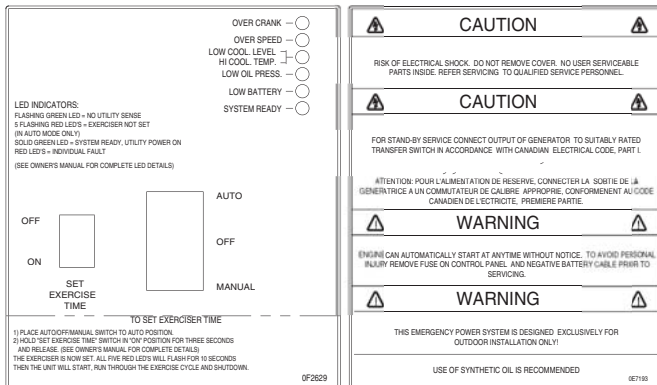 OVER CRANK
OVER SPEED
LOW COOL. LEVEL
HI COOL. TEMP.
LOW OIL PRESS.
LOW BATTERY
SYSTEM READY
LED INDICATORS:
FLASHING GREEN LED = NO UTILITY SENSE
5 FLASHING RED LED'S = EXERCISER NOT SET
(IN AUTO MODE ONLY)
SOLID GREEN LED = SYSTEM READY, UTILITY POWER ON
RED LED'S = INDIVIDUAL FAULT
(SEE OWNER'S MANUAL FOR COMPLETE LED DETAILS)
OFF
ON
SET
EXERCISE
TIME
AUTO
OFF
MANUAL
TO SET EXERCISER TIME
1) PLACE AUTO/OFF/MANUAL SWITCH TO AUTO POSITION.
2) HOLD "SET EXERCISE TIME" SWITCH IN "ON" POSITION FOR THREE SECONDS
AND RELEASE. (SEE OWNER'S MANUAL FOR COMPLETE DETAILS)
THE EXERCISER IS NOW SET. ALL FIVE RED LED'S WILL FLASH FOR 10 SECONDS
THEN THE UNIT WILL START, RUN THROUGH THE EXERCISE CYCLE AND SHUTDOWN.
0F2629
CAUTION
RISK OF ELECTRICAL SHOCK. DO NOT REMOVE COVER. NO USER SERVICEABLE
PARTS INSIDE. REFER SERVICING TO QUALIFIED SERVICE PERSONNEL.
CAUTION
FOR STAND-BY SERVICE CONNECT OUTPUT OF GENERATOR TO SUITABLY RATED
TRANSFER SWITCH IN ACCORDANCE WITH CANADIAN ELECTRICAL CODE, PART I.
ATTENTION: POUR L'ALIMENTATION DE RESERVE, CONNECTER LA SOBTIE DE LA
GENERATRICE A UN COMMUTATEUR DE CALIBRE APPROPRIE, CONFORMENENT AU CODE
CANADIEN DE L'ECTRICITE, PREMIERE PARTIE.
WARNING
ENGINE CAN AUTOMATICALLY START AT ANYTIME WITHOUT NOTICE. TO AVOID PERSONAL
INJURY REMOVE FUSE ON CONTROL PANEL AND NEGATIVE BATTERY CABLE PRIOR TO
SERVICING.
WARNING
THIS EMERGENCY POWER SYSTEM IS DESIGNED EXCLUSIVELY FOR
OUTDOOR INSTALLATION ONLY!
USE OF SYNTHETIC OIL IS RECOMMENDED
0E7193